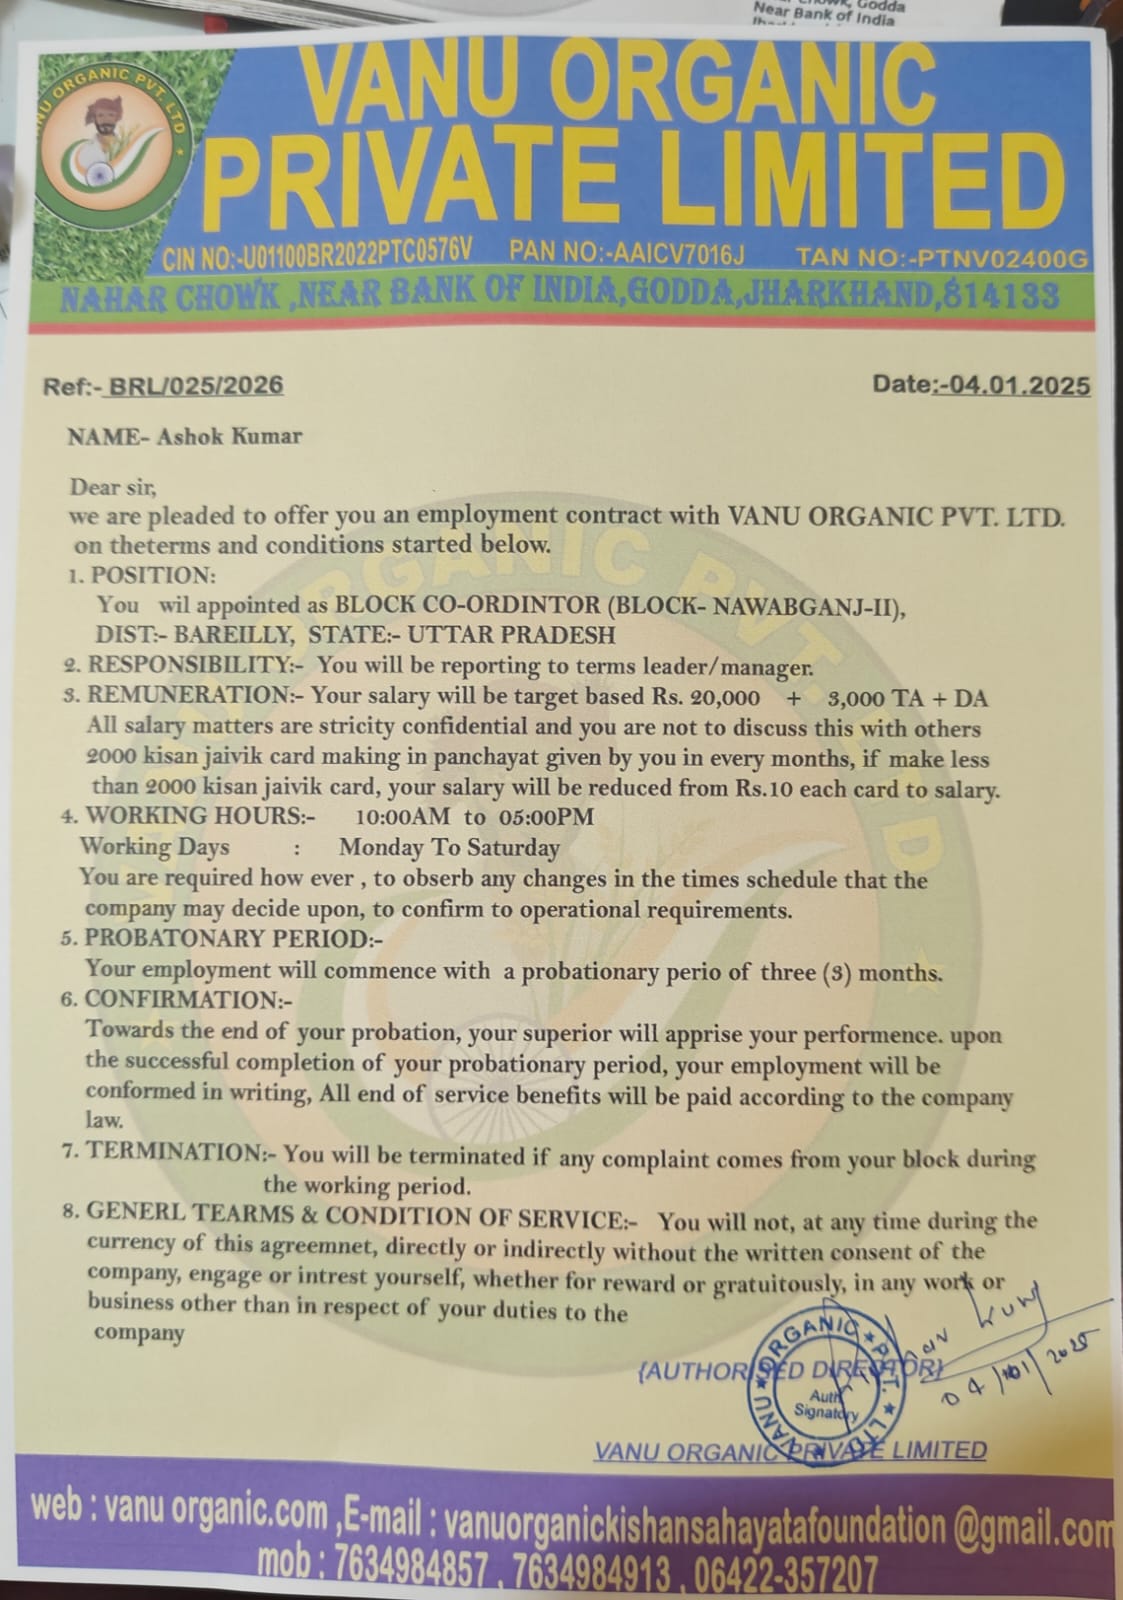 Godda
Near Bank of India
VANU ORGANIC PVT. LTD
VANU ORGANIC
PRIVATE LIMITED
CIN NO:-U01100BR2022PTC0576V PAN NO:-AAICV7016J TAN NO:-PTNV02400G
NAHAR CHOWK ,NEAR BANK OF INDIA,GODDA,JHARKHAND,814133
Ref:- BRL/025/2026 Date:-04.01.2025
NAME- Ashok Kumar
Dear sir,
we are pleaded to offer you an employment contract with VANU ORGANIC PVT. LTD.
on theterms and conditions started below.
1. POSITION:
You wil appointed as BLOCK CO-ORDINTOR (BLOCK- NAWABGANJ-II),
DIST:- BAREILLY, STATE:- UTTAR PRADESH
2. RESPONSIBILITY:- You will be reporting to terms leader/manager.
3. REMUNERATION:- Your salary will be target based Rs. 20,000 + 3,000 TA + DA
All salary matters are stricity confidential and you are not to discuss this with others
2000 kisan jaivik card making in panchayat given by you in every months, if make less
than 2000 kisan jaivik card, your salary will be reduced from Rs.10 each card to salary.
4. WORKING HOURS:- 10:00AM to 05:00PM
Working Days : Monday To Saturday
You are required how ever , to obserb any changes in the times schedule that the
company may decide upon, to confirm to operational requirements.
5. PROBATONARY PERIOD:-
Your employment will commence with a probationary perio of three (3) months.
6. CONFIRMATION:-
Towards the end of your probation, your superior will apprise your performence. upon
the successful completion of your probationary period, your employment will be
conformed in writing, All end of service benefits will be paid according to the company
law.
7. TERMINATION:- You will be terminated if any complaint comes from your block during
the working period.
8. GENERL TEARMS & CONDITION OF SERVICE:- You will not, at any time during the
currency of this agreemnet, directly or indirectly without the written consent of the
company, engage or intrest yourself, whether for reward or gratuitously, in any work or
business other than in respect of your duties to the
company
{AUTHORISED DIRECTOR}
04/01/2025
VANU ORGANIC PVT. LTD
Auth
Signatory
VANU ORGANIC PRIVATE LIMITED
web : vanu organic.com ,E-mail : vanuorganickishansahayatafoundation @gmail.com
mob : 7634984857 , 7634984913 , 06422-357207